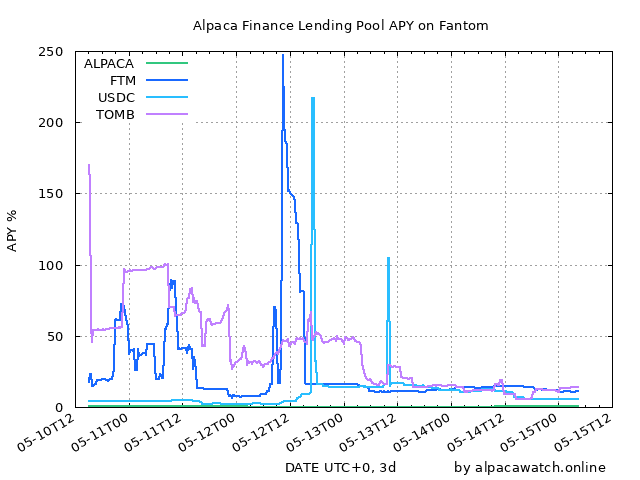 Alpaca Finance Lending Pool APY on Fantom
250
200
150
100
50
0
APY %
ALPACA
FTM
USDC
TOMB
05-10T12
05-11T00
05-11T12
05-12T00
05-12T12
05-13T00
05-13T12
05-14T00
05-14T12
05-15T00
05-15T12
DATE UTC+0, 3d
by alpacawatch.online